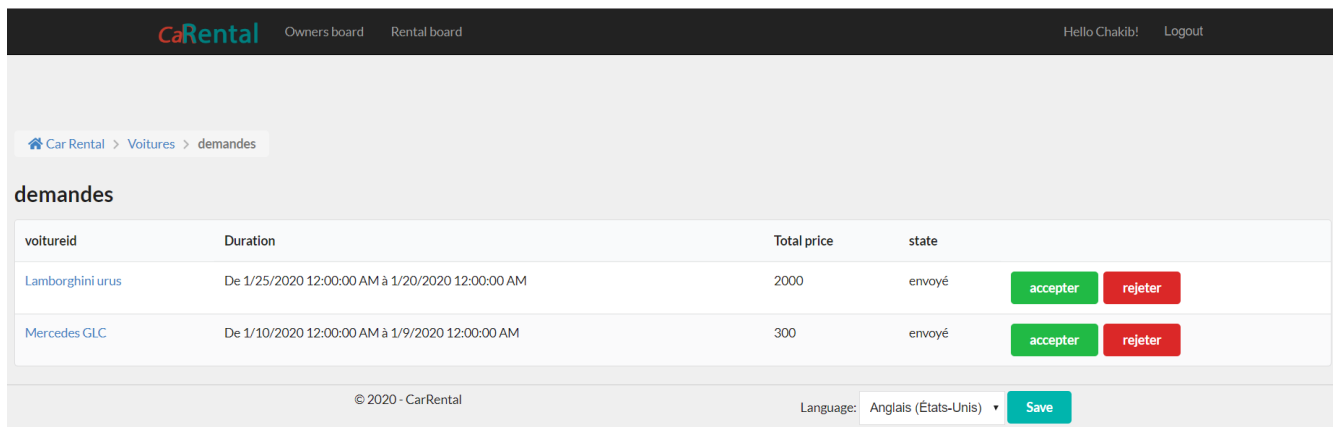 CaRental Owners board Rental board Hello Chakib! Logout
Car Rental > Voitures > demandes
demandes
voitureid Duration Total price state
Lamborghini urus De 1/25/2020 12:00:00 AM à 1/20/2020 12:00:00 AM 2000 envoyé accepter rejeter
Mercedes GLC De 1/10/2020 12:00:00 AM à 1/9/2020 12:00:00 AM 300 envoyé accepter rejeter
© 2020 - CarRental Language: Anglais (États-Unis) Save